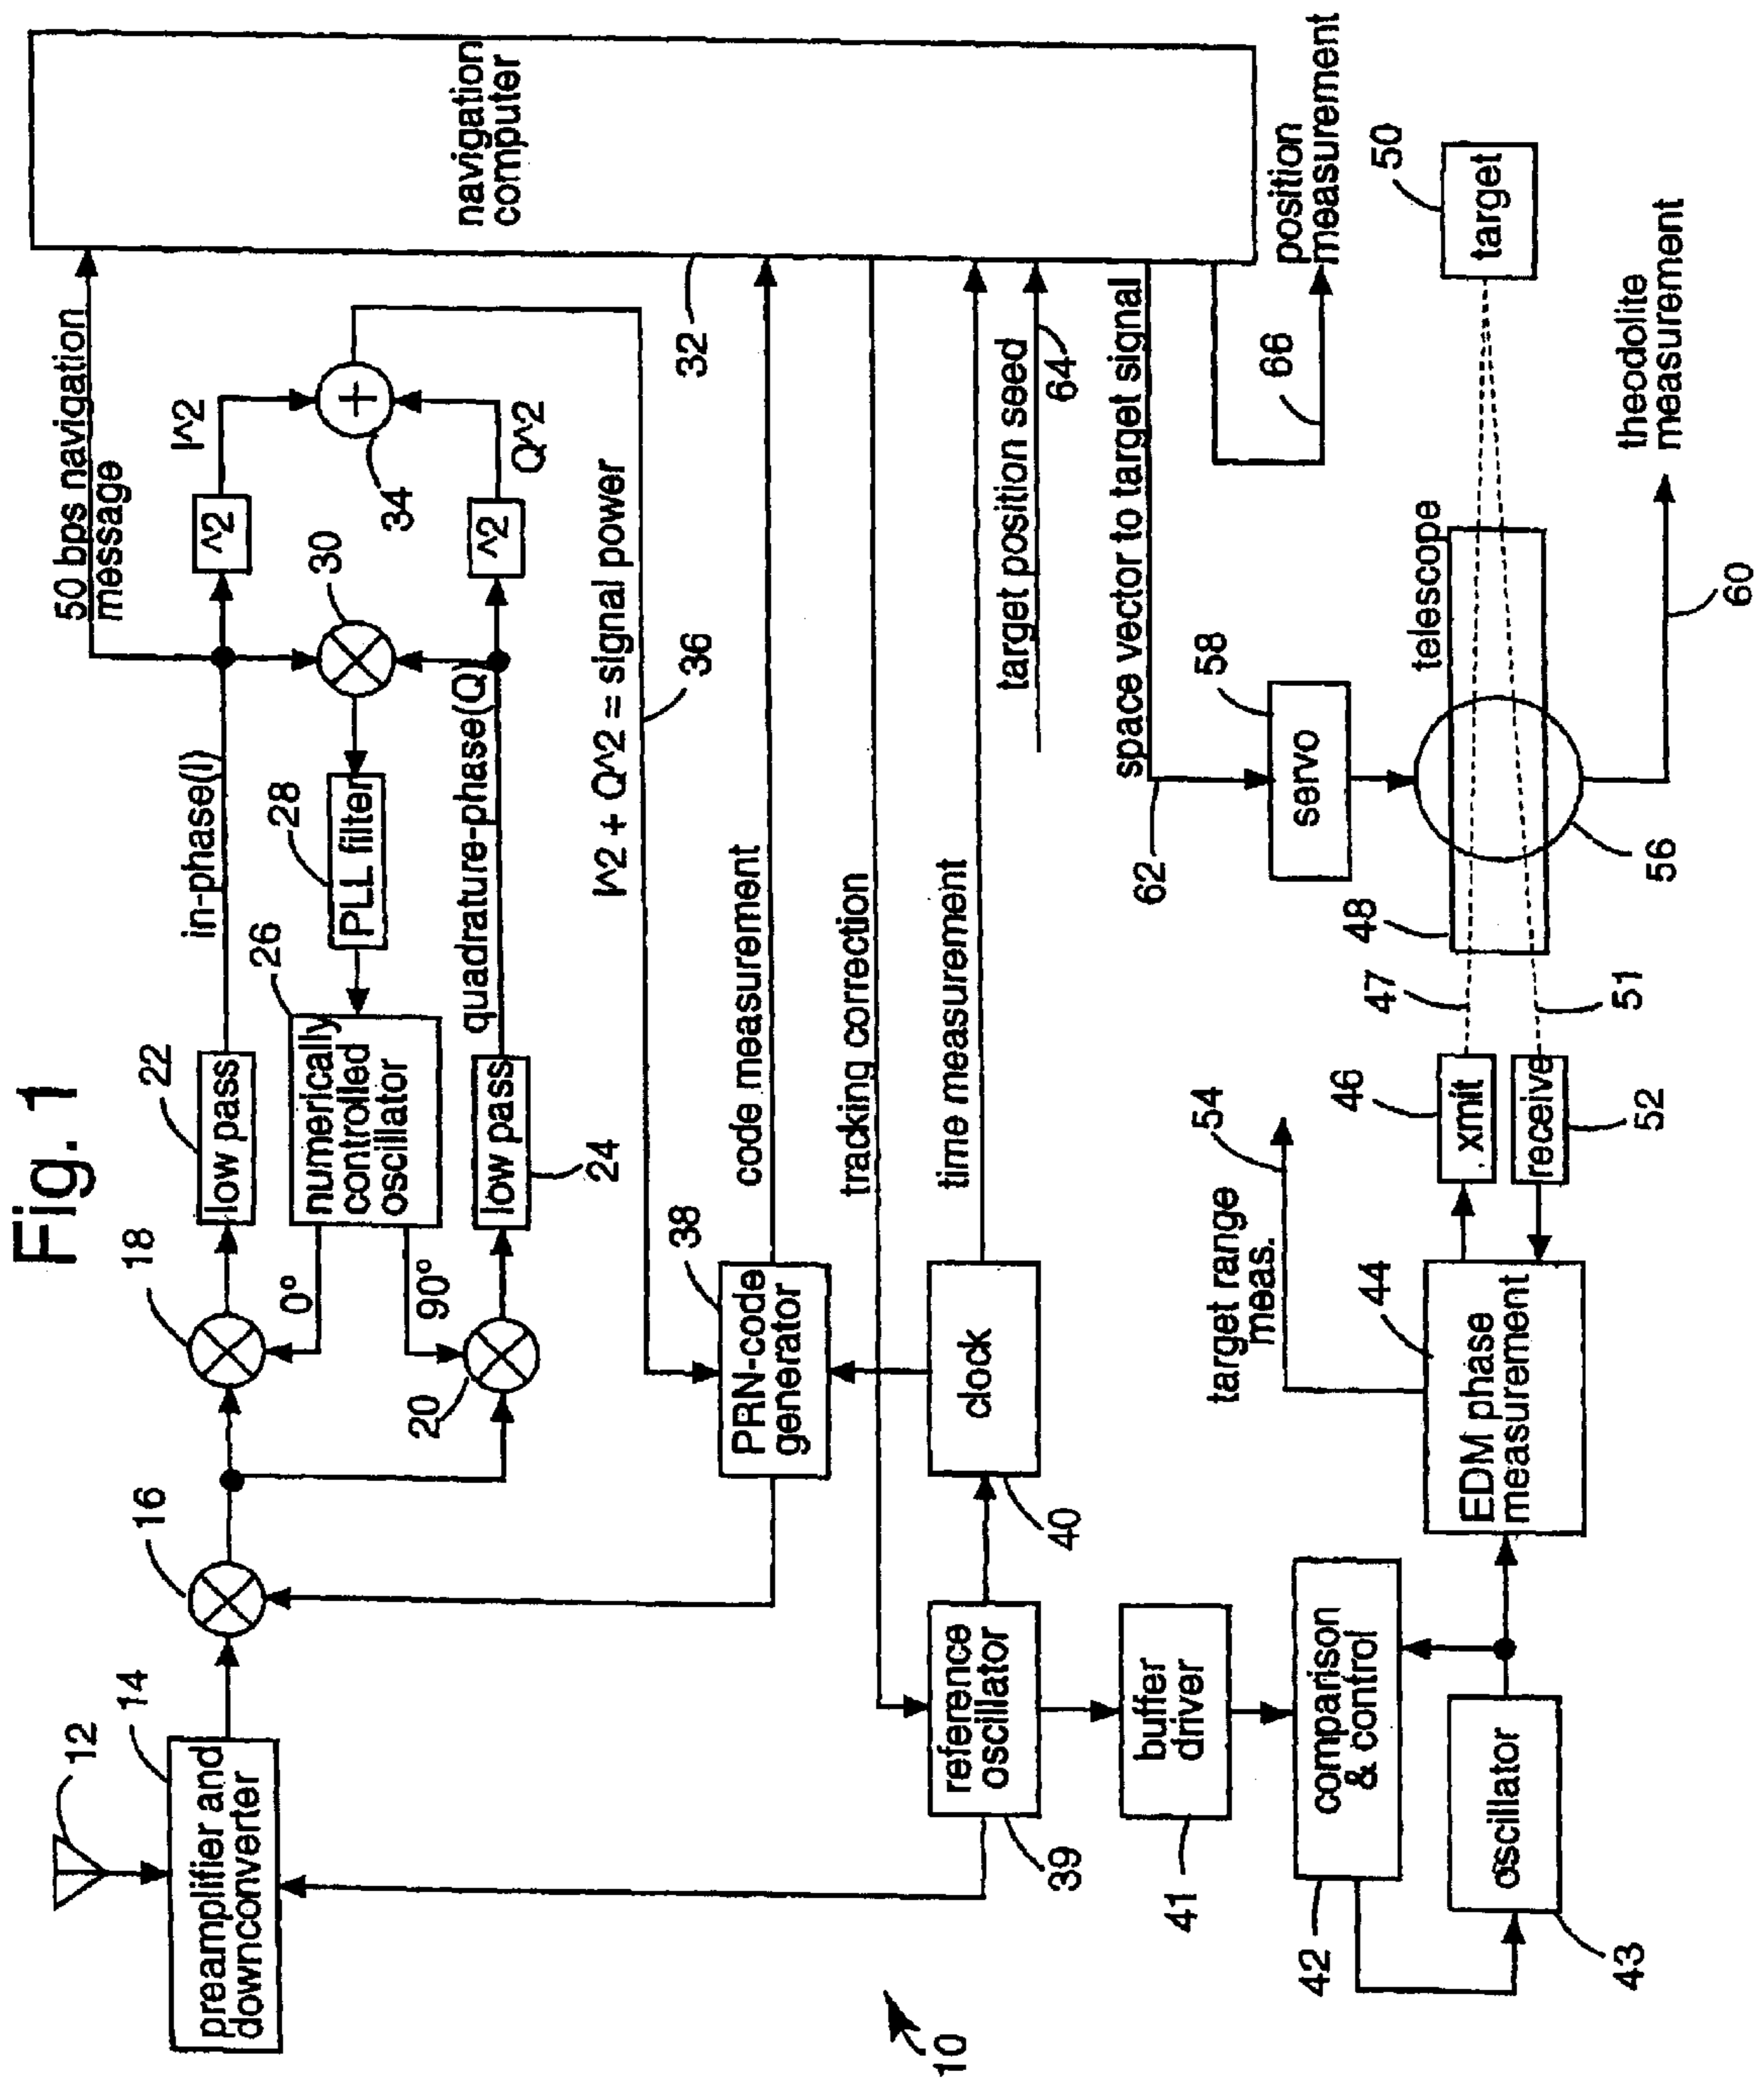 Fig. 1
12
14
preamplifier and
downconverter
16
18
20
0°
90°
22
low pass
numerically
controlled
oscillator
26
low pass
24
in-phase(I)
28
PLL filter
quadrature-phase(Q)
30
50 bps navigation
message
^2
I^2
34
^2
Q^2
I^2 + Q^2 = signal power
36
32
navigation
computer
38
PRN-code
generator
code measurement
tracking correction
time measurement
clock
40
reference
oscillator
39
target position seed
64
space vector to target signal
62
66
position
measurement
buffer
driver
41
comparison
& control
42
oscillator
43
EDM phase
measurement
44
target range
meas.
54
46
xmit
receive
52
47
51
48
telescope
servo
58
56
target
50
theodolite
measurement
60
10